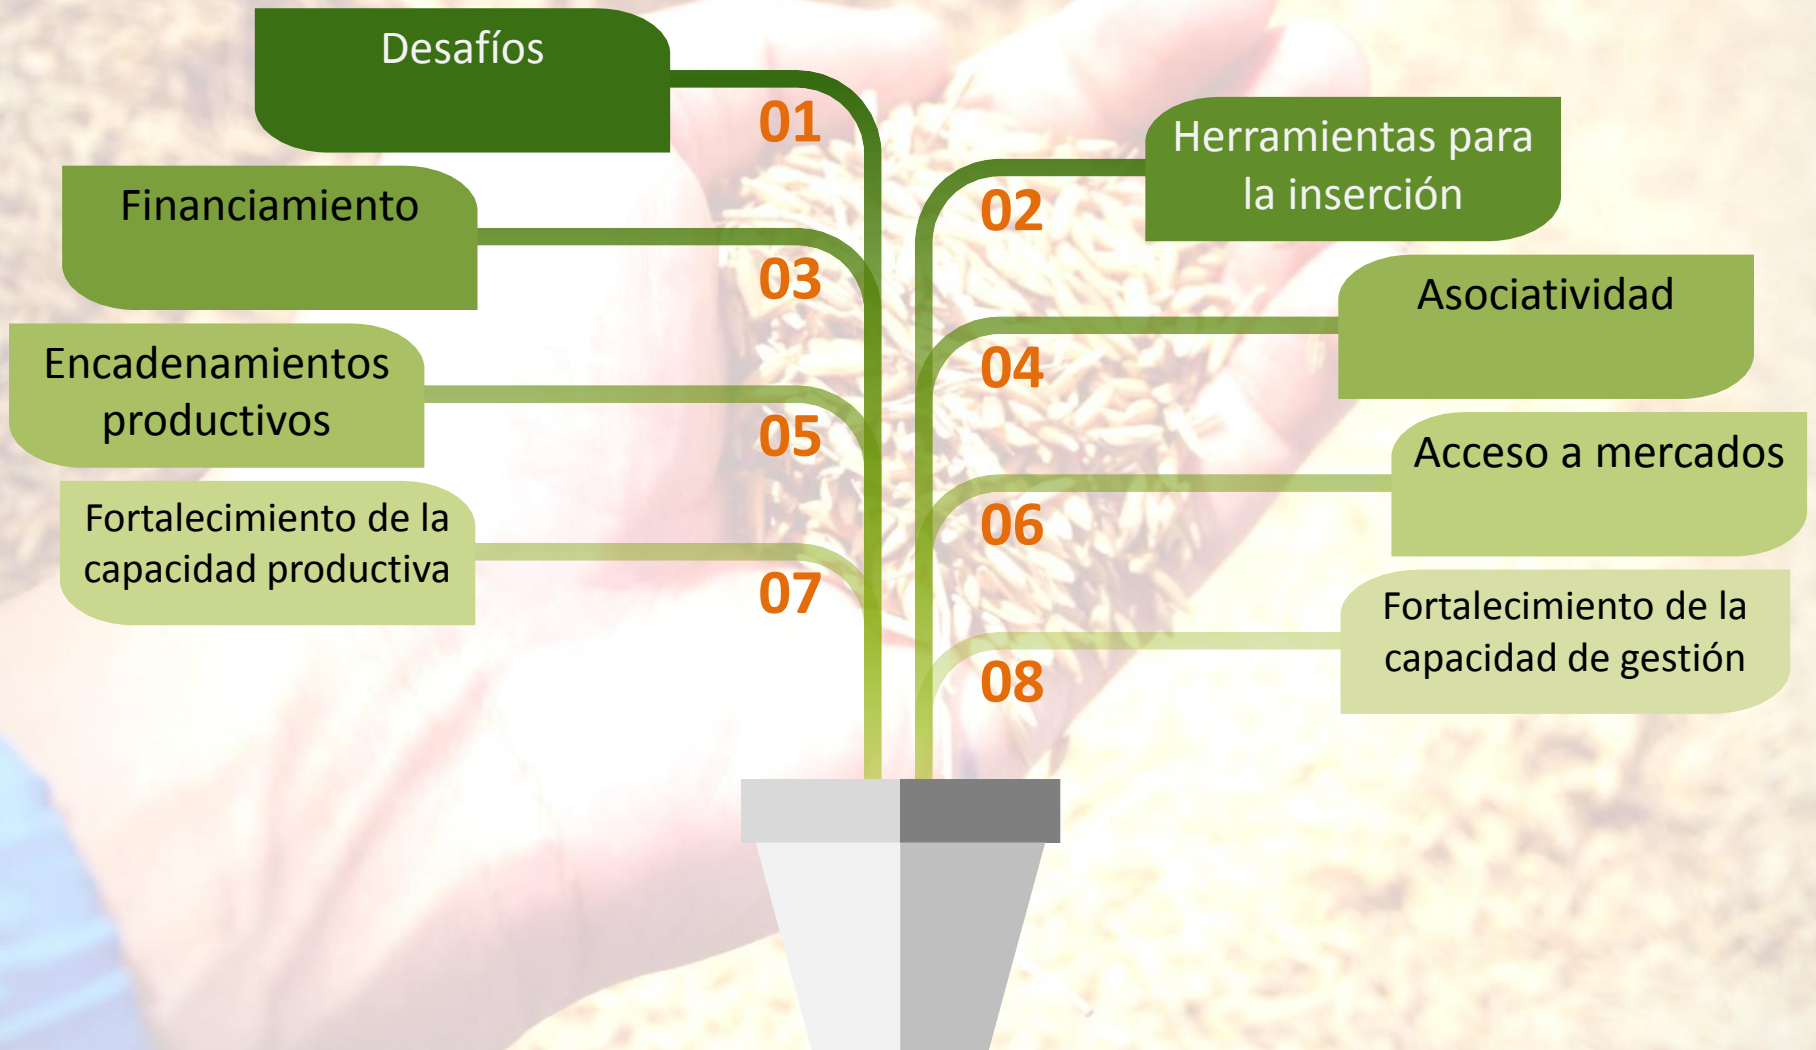 Desafíos
01
Herramientas para
la inserción
02
Financiamiento
03
Asociatividad
04
Encadenamientos
productivos
05
Acceso a mercados
06
Fortalecimiento de la
capacidad productiva
07
Fortalecimiento de la
capacidad de gestión
08